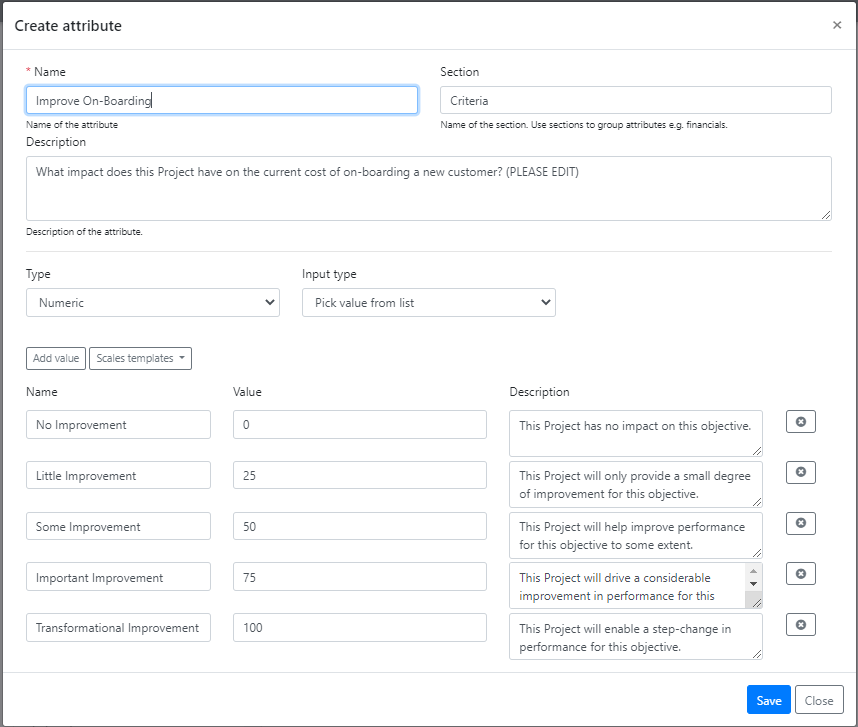 Create attribute
×
* Name
Section
Improve On-Boarding
Criteria
Name of the attribute
Name of the section. Use sections to group attributes e.g. financials.
Description
What impact does this Project have on the current cost of on-boarding a new customer? (PLEASE EDIT)
Description of the attribute.
Type
Input type
Numeric
Pick value from list
Add value
Scales templates
Name
Value
Description
No Improvement
0
This Project has no impact on this objective.
Little Improvement
25
This Project will only provide a small degree
of improvement for this objective.
Some Improvement
50
This Project will help improve performance
for this objective to some extent.
Important Improvement
75
This Project will drive a considerable
improvement in performance for this
Transformational Improvement
100
This Project will enable a step-change in
performance for this objective.
Save
Close